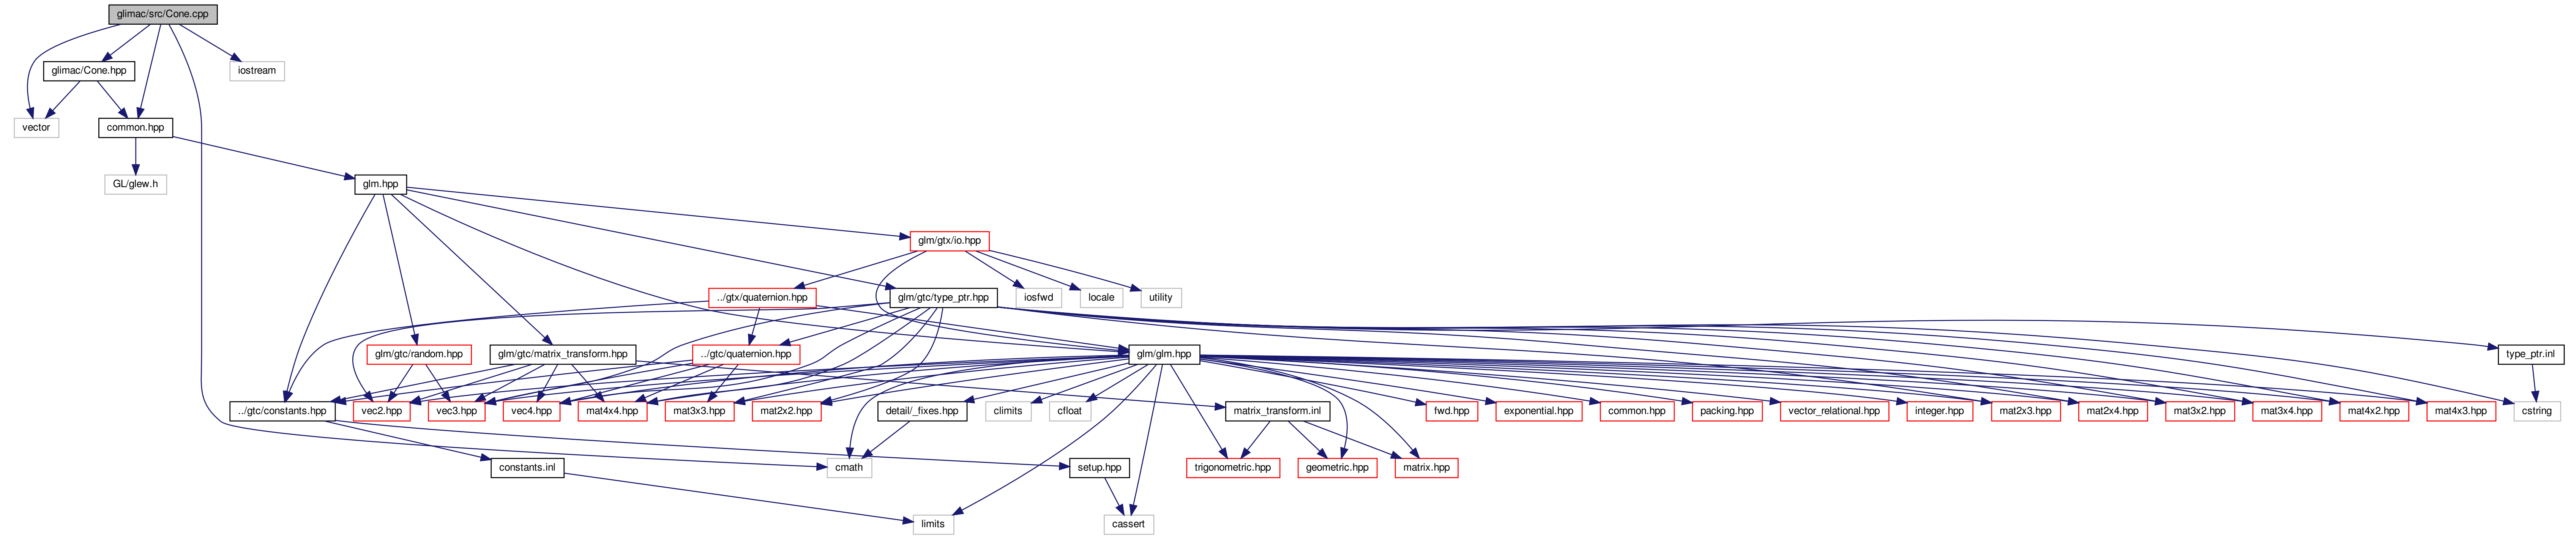 glimac/src/Cone.cpp
glimac/Cone.hpp
iostream
vector
common.hpp
GL/glew.h
glm.hpp
glm/gtx/io.hpp
../gtx/quaternion.hpp
glm/gtc/type_ptr.hpp
iosfwd
locale
utility
glm/gtc/random.hpp
glm/gtc/matrix_transform.hpp
../gtc/quaternion.hpp
glm/glm.hpp
type_ptr.inl
../gtc/constants.hpp
vec2.hpp
vec3.hpp
vec4.hpp
mat4x4.hpp
mat3x3.hpp
mat2x2.hpp
detail/_fixes.hpp
climits
cfloat
matrix_transform.inl
fwd.hpp
exponential.hpp
common.hpp
packing.hpp
vector_relational.hpp
integer.hpp
mat2x3.hpp
mat2x4.hpp
mat3x2.hpp
mat3x4.hpp
mat4x2.hpp
mat4x3.hpp
cstring
constants.inl
cmath
setup.hpp
trigonometric.hpp
geometric.hpp
matrix.hpp
limits
cassert